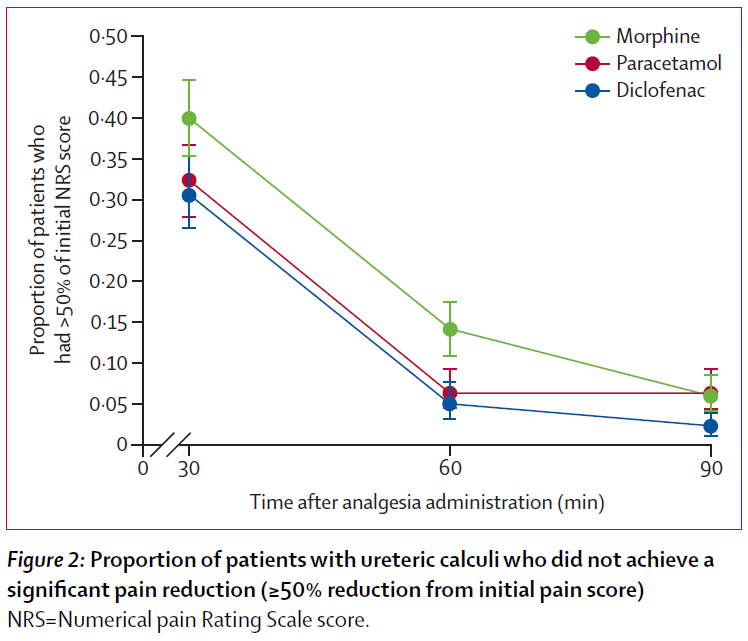 0·50
0·45
0·40
0·35
0·30
0·25
0·20
0·15
0·10
0·05
0
Proportion of patients who
had >50% of initial NRS score
Morphine
Paracetamol
Diclofenac
0
30
60
90
Time after analgesia administration (min)
Figure 2: Proportion of patients with ureteric calculi who did not achieve a
significant pain reduction (≥50% reduction from initial pain score)
NRS=Numerical pain Rating Scale score.